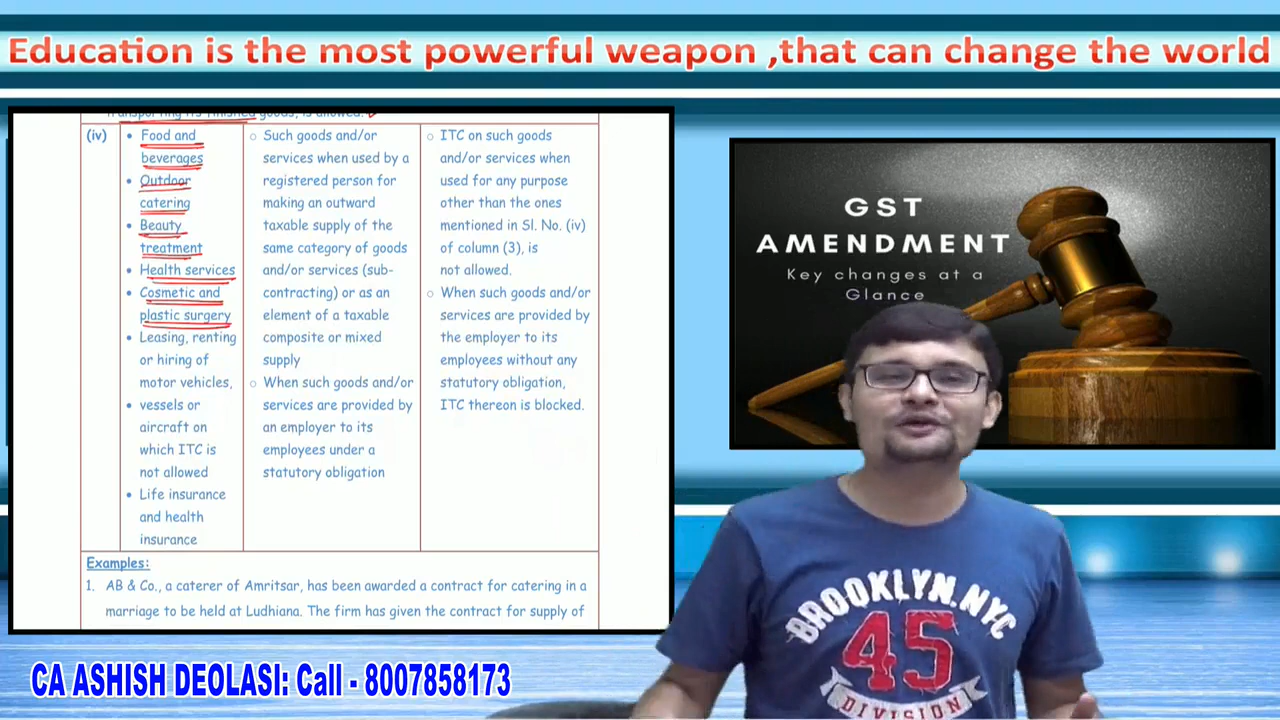 Education is the most powerful weapon ,that can change the world
transporting its finished goods, is allowed.
(iv)
• Food and
beverages
• Outdoor
catering
• Beauty
treatment
• Health services
• Cosmetic and
plastic surgery
• Leasing, renting
or hiring of
motor vehicles,
• vessels or
aircraft on
which ITC is
not allowed
• Life insurance
and health
insurance
○ Such goods and/or
services when used by a
registered person for
making an outward
taxable supply of the
same category of goods
and/or services (sub-
contracting) or as an
element of a taxable
composite or mixed
supply
○ When such goods and/or
services are provided by
an employer to its
employees under a
statutory obligation
○ ITC on such goods
and/or services when
used for any purpose
other than the ones
mentioned in Sl. No. (iv)
of column (3), is
not allowed.
○ When such goods and/or
services are provided by
the employer to its
employees without any
statutory obligation,
ITC thereon is blocked.
Examples:
1. AB & Co., a caterer of Amritsar, has been awarded a contract for catering in a
marriage to be held at Ludhiana. The firm has given the contract for supply of
GST
AMENDMENT
Key changes at a
Glance
BROOKLYN.NYC
45
DIVISION
CA ASHISH DEOLASI: Call - 8007858173